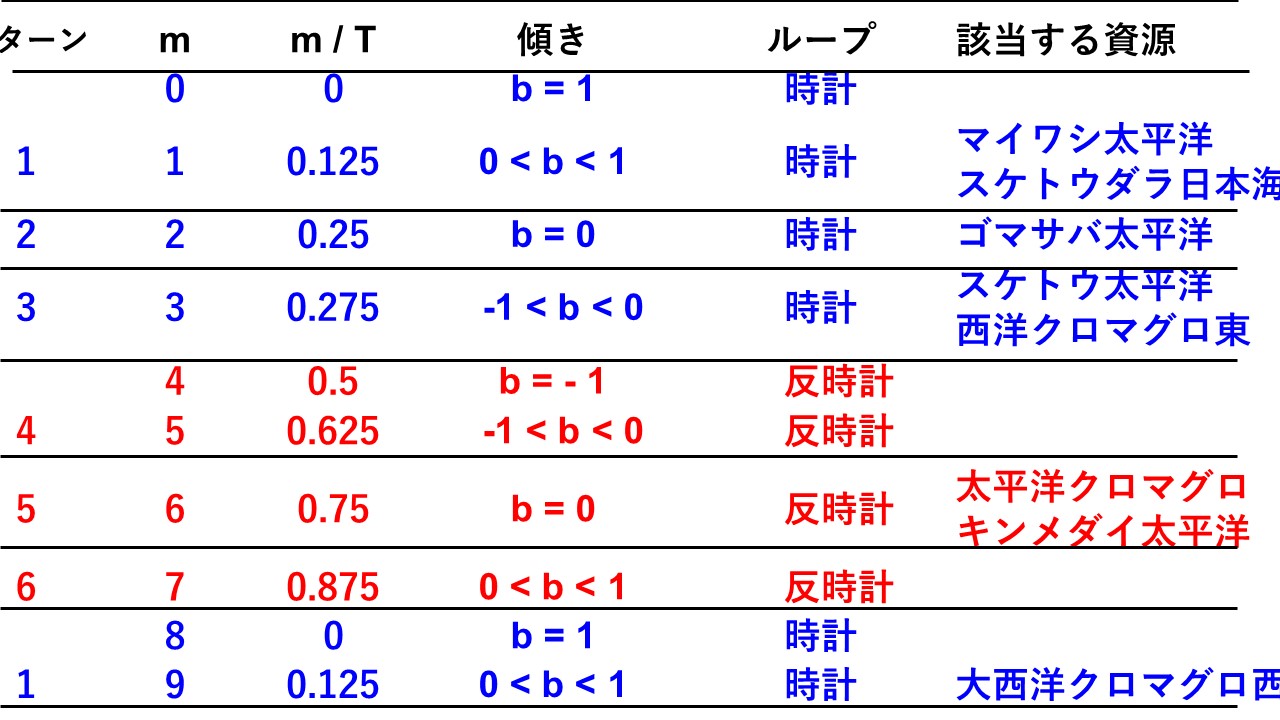 ターン m m / T 傾き ループ 該当する資源
0 0 b = 1 時計
1 1 0.125 0 < b < 1 時計 マイワシ太平洋
スケトウダラ日本海
2 2 0.25 b = 0 時計 ゴマサバ太平洋
3 3 0.275 -1 < b < 0 時計 スケトウ太平洋
西洋クロマグロ東
4 0.5 b = - 1 反時計
4 5 0.625 -1 < b < 0 反時計
5 6 0.75 b = 0 反時計 太平洋クロマグロ
キンメダイ太平洋
6 7 0.875 0 < b < 1 反時計
8 0 b = 1 時計
1 9 0.125 0 < b < 1 時計 大西洋クロマグロ西